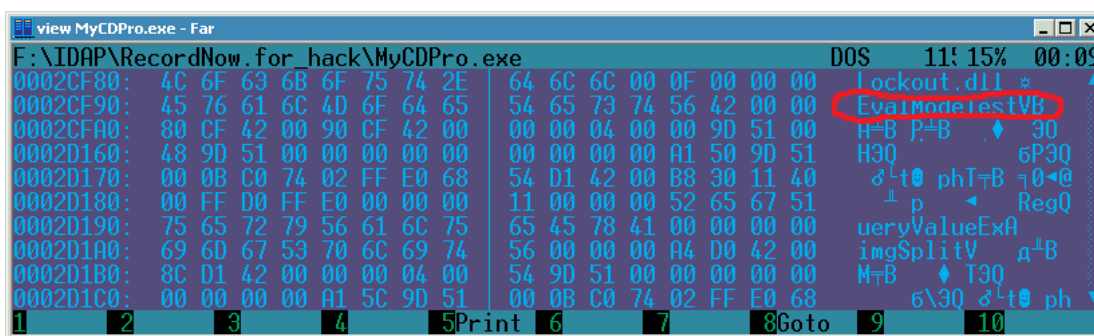 view MyCDPro.exe - Far
F:\IDAP\RecordNow.for_hack\MyCDPro.exe DOS 15% 00:09
0002CF80: 4C 6F 63 6B 6F 75 74 2E 64 6C 6C 00 0F 00 00 00 Lockout.dll ☼
0002CF90: 45 76 61 6C 4D 6F 64 65 54 65 73 74 56 42 00 00 EvalModeTestVB
0002CFA0: 80 CF 42 00 90 CF 42 00 00 00 04 00 00 9D 51 00 А╧B Р╧B ♦ ЭQ
0002D160: 48 9D 51 00 00 00 00 00 00 00 00 00 A1 50 9D 51 HЭQ бPЭQ
0002D170: 00 0B C0 74 02 FF E0 68 54 D1 42 00 B8 30 11 40 ♂└t☻ рhT╤B ╕0◄@
0002D180: 00 FF D0 FF E0 00 00 00 11 00 00 00 52 65 67 51 ╨ р ◄ RegQ
0002D190: 75 65 72 79 56 61 6C 75 65 45 78 41 00 00 00 00 ueryValueExA
0002D1A0: 69 6D 67 53 70 6C 69 74 56 00 00 00 A4 D0 42 00 imgSplitV д╨B
0002D1B0: 8C D1 42 00 00 00 04 00 54 9D 51 00 00 00 00 00 М╤B ♦ TЭQ
0002D1C0: 00 00 00 00 A1 5C 9D 51 00 0B C0 74 02 FF E0 68 б\ЭQ ♂└t☻ рh
1 2 3 4 5Print 6 7 8Goto 9 10